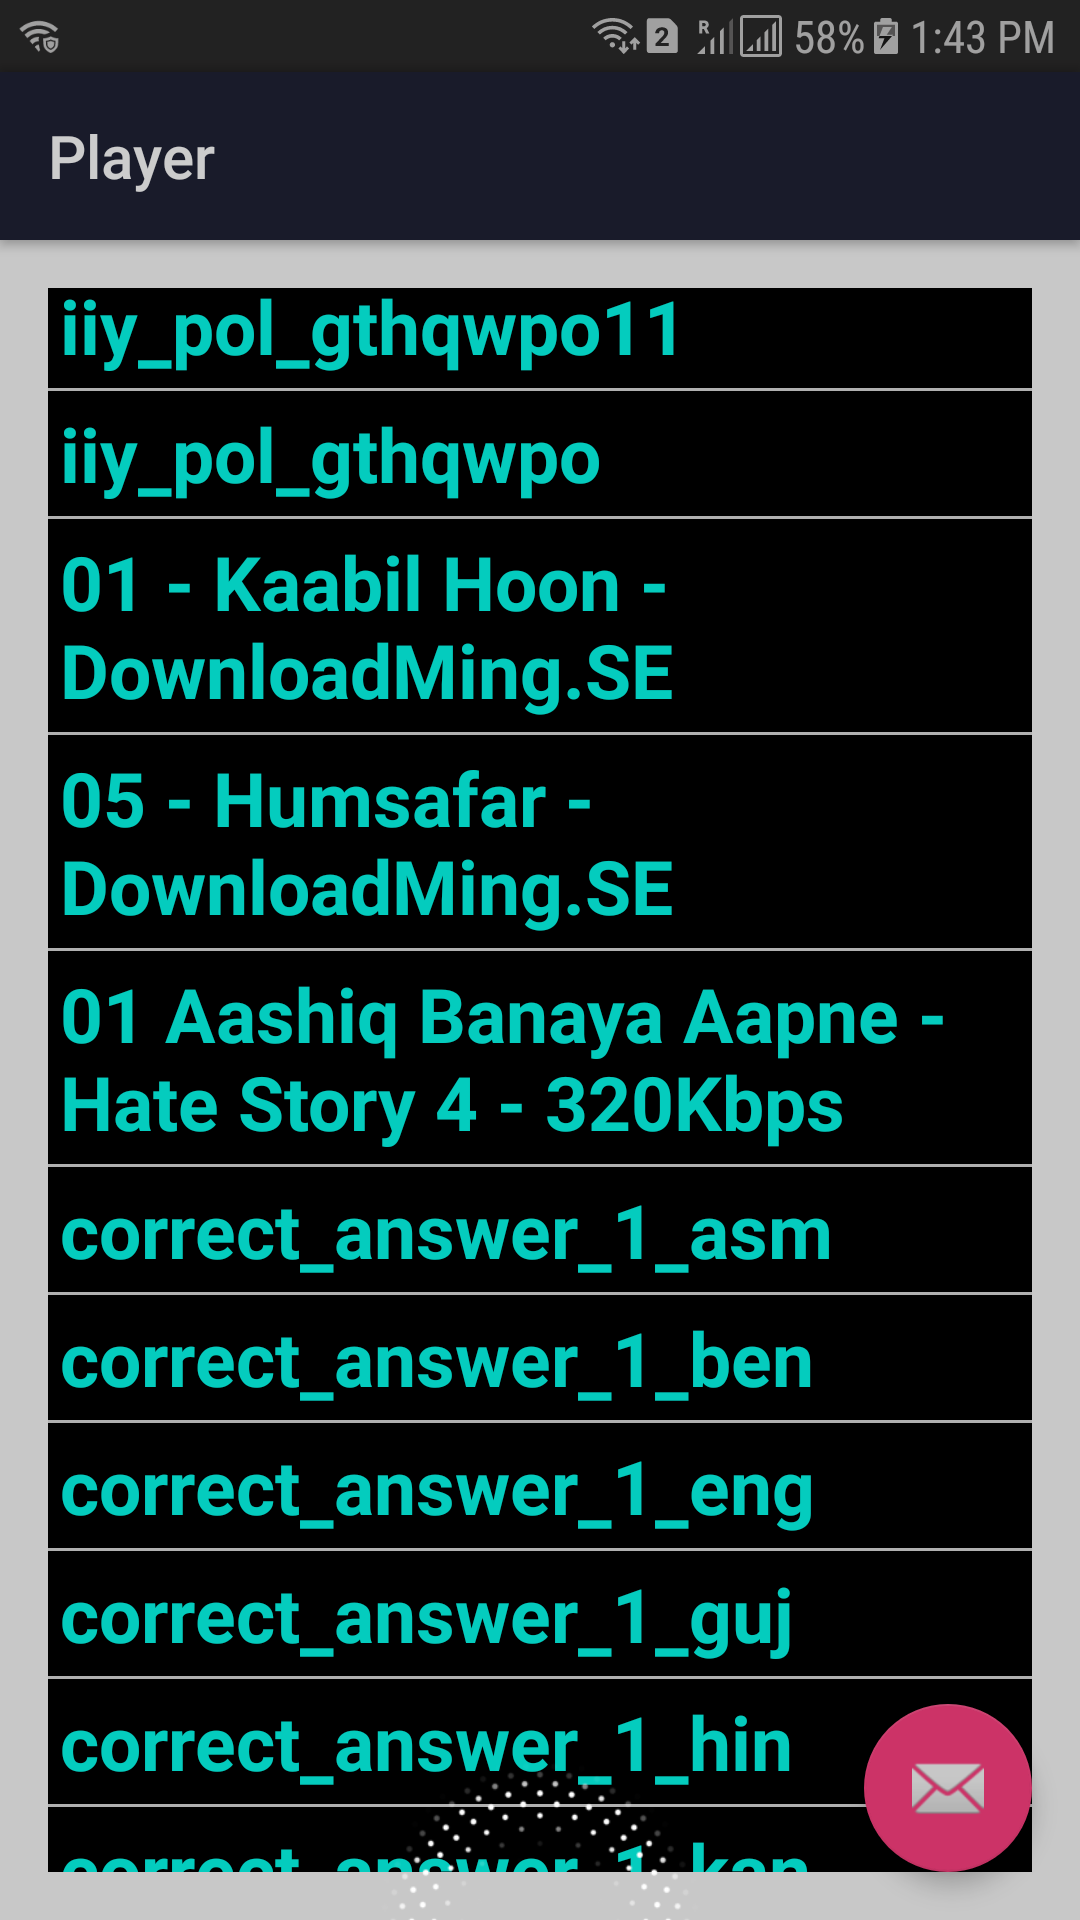 2 R 58% 1:43 PM
Player
iiy_pol_gthqwpo11
iiy_pol_gthqwpo
01 - Kaabil Hoon -
DownloadMing.SE
05 - Humsafar -
DownloadMing.SE
01 Aashiq Banaya Aapne -
Hate Story 4 - 320Kbps
correct_answer_1_asm
correct_answer_1_ben
correct_answer_1_eng
correct_answer_1_guj
correct_answer_1_hin
correct_answer_1_kan